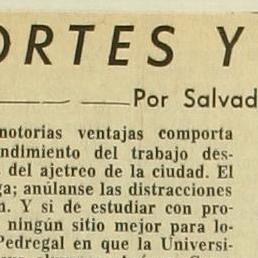 ORTES Y
Por Salvad
notorias ventajas comporta
ndimiento del trabajo des-
del ajetreo de la ciudad. El
ga; anúlanse las distracciones
n. Y si de estudiar con pro-
ningún sitio mejor para lo-
Pedregal en que la Universi-